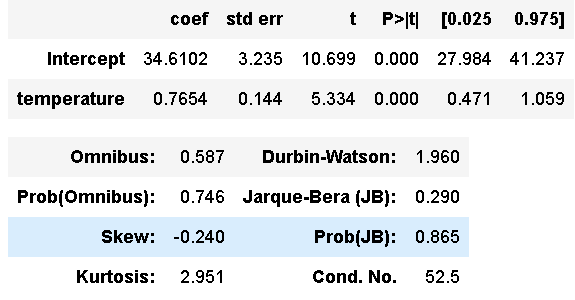 coef std err t P>|t| [0.025 0.975]
Intercept 34.6102 3.235 10.699 0.000 27.984 41.237
temperature 0.7654 0.144 5.334 0.000 0.471 1.059
Omnibus: 0.587 Durbin-Watson: 1.960
Prob(Omnibus): 0.746 Jarque-Bera (JB): 0.290
Skew: -0.240 Prob(JB): 0.865
Kurtosis: 2.951 Cond. No. 52.5